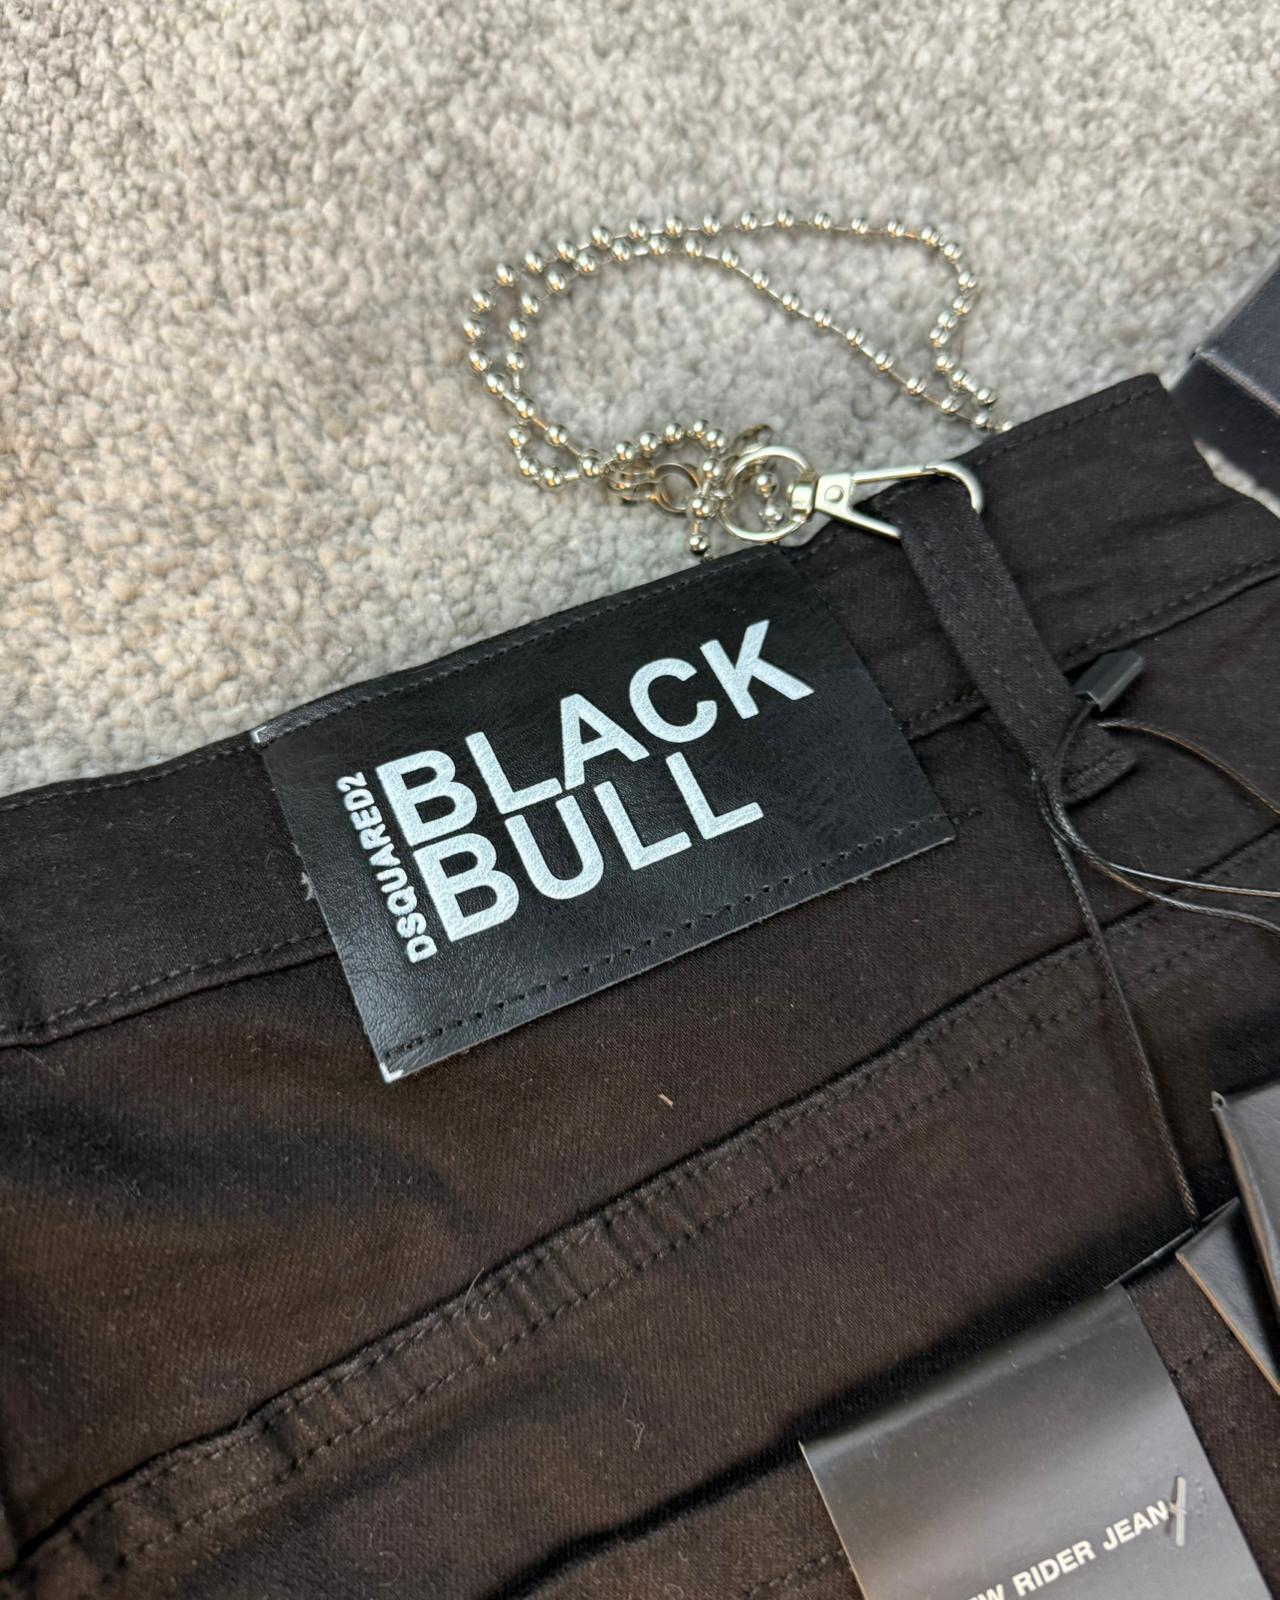 DSQUARED2
BLACK
BULL
RIDER JEAN